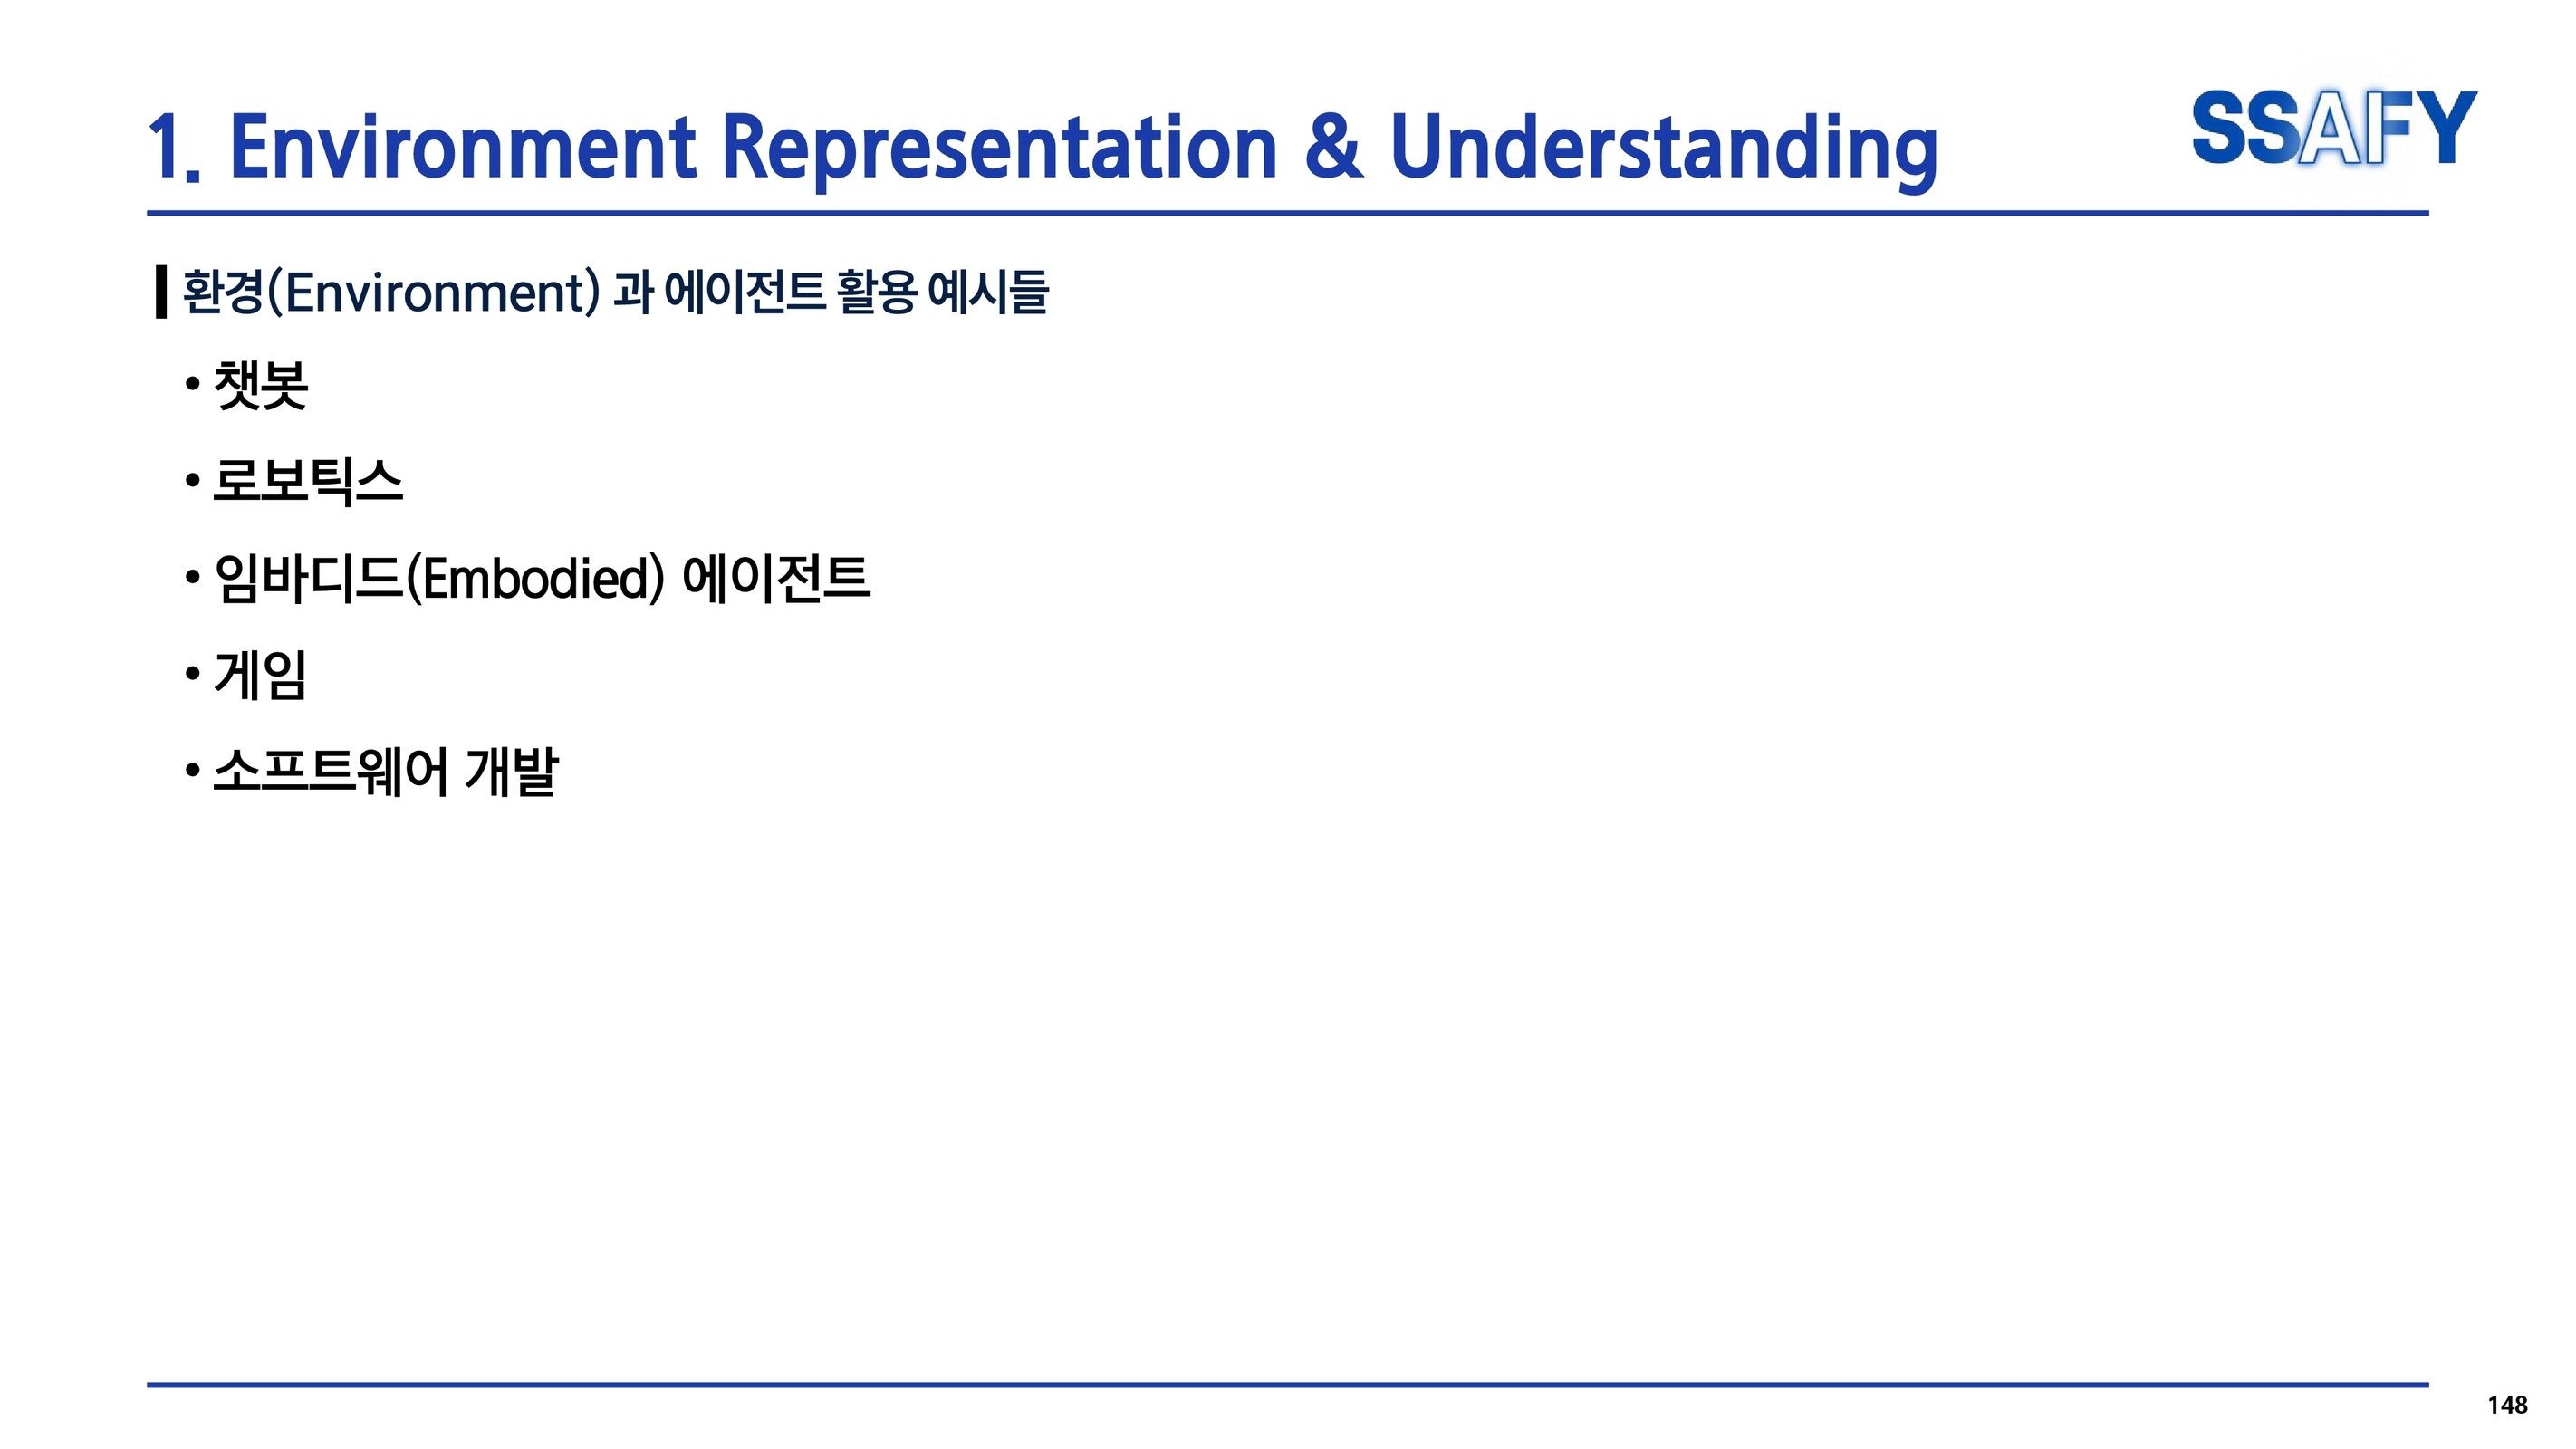 1. Environment Representation & Understanding
SSAFY
환경(Environment) 과 에이전트 활용 예시들
• 챗봇
• 로보틱스
• 임바디드(Embodied) 에이전트
• 게임
• 소프트웨어 개발
148